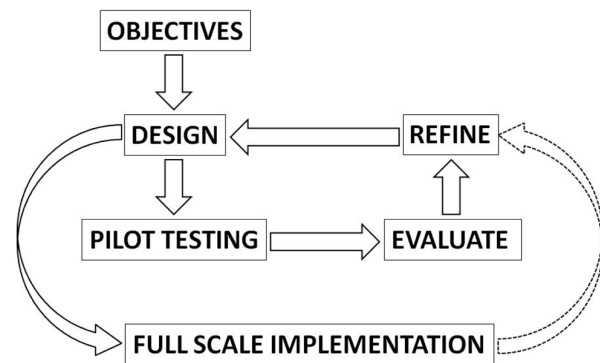 OBJECTIVES
DESIGN
REFINE
PILOT TESTING
EVALUATE
FULL SCALE IMPLEMENTATION